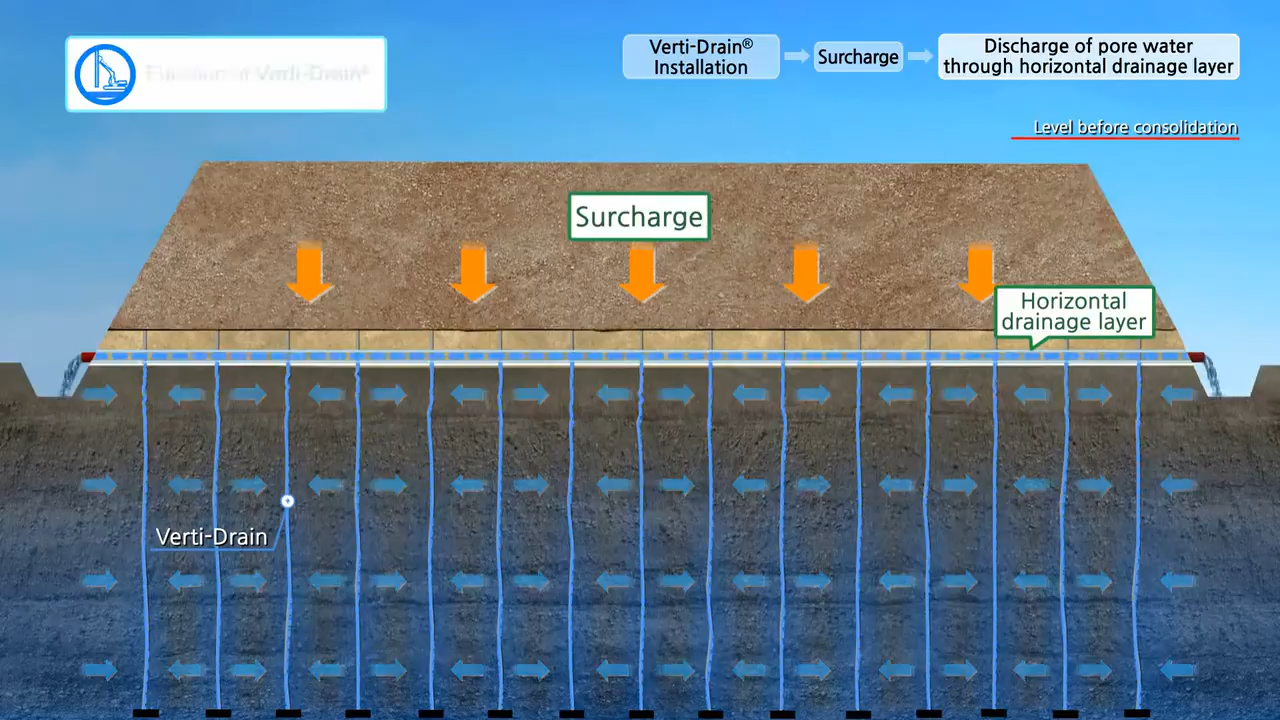 Verti-Drain®
Installation
Surcharge
Discharge of pore water
through horizontal drainage layer
Level before consolidation
Surcharge
Horizontal
drainage layer
Verti-Drain